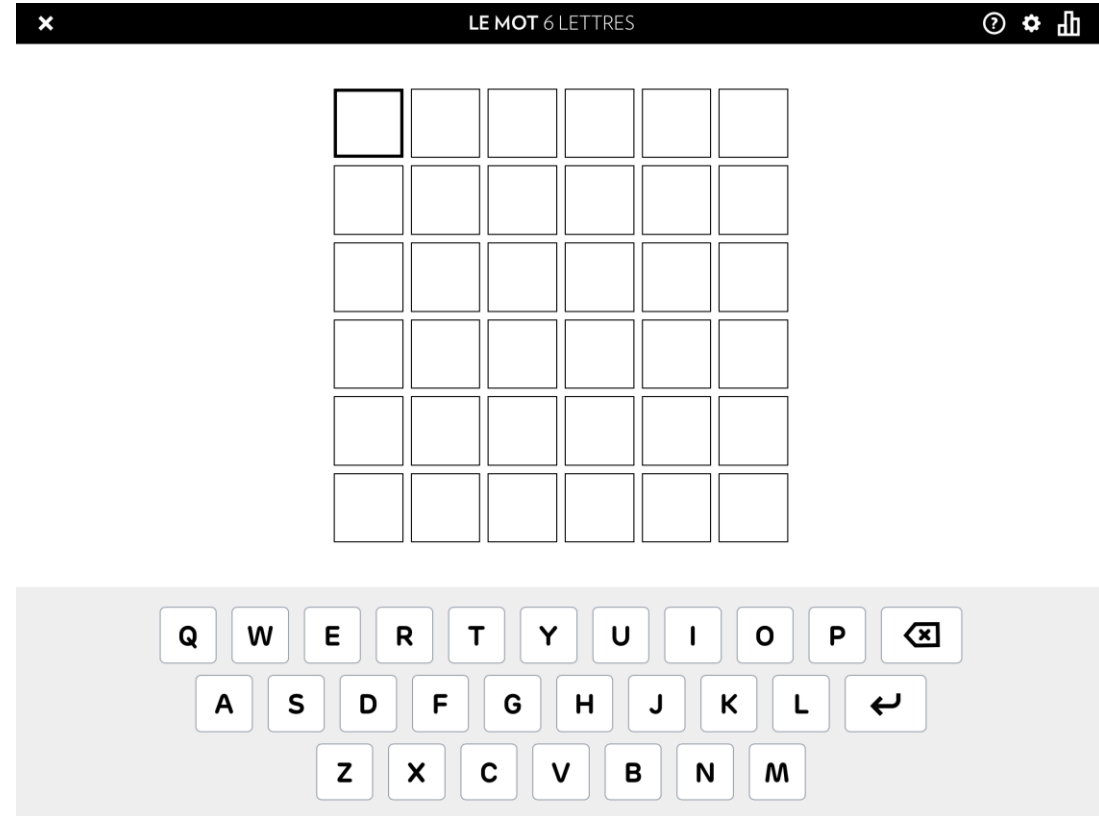 LE MOT 6 LETTRES
?
Q W E R T Y U I O P
A S D F G H J K L
Z X C V B N M